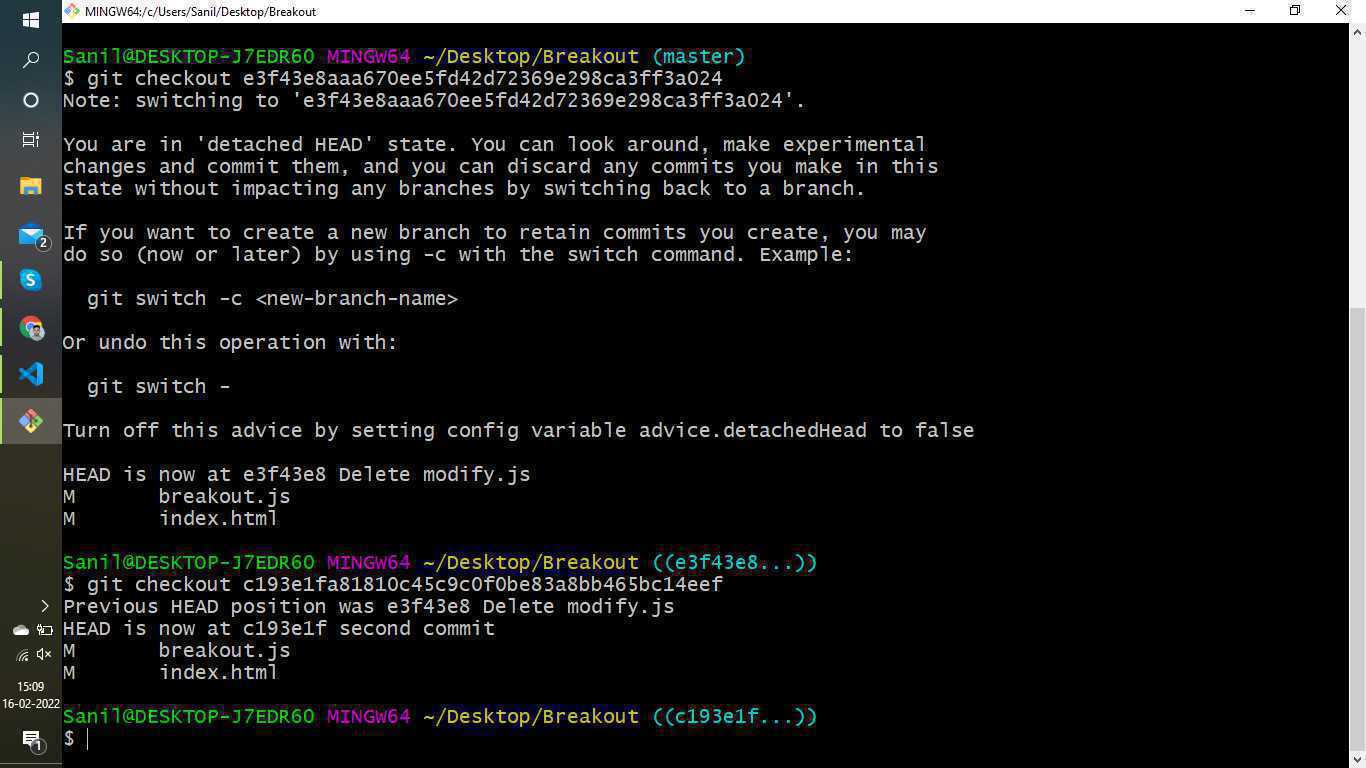 MINGW64:/c/Users/Sanil/Desktop/Breakout
Sanil@DESKTOP-J7EDR60 MINGW64 ~/Desktop/Breakout (master)
$ git checkout e3f43e8aaa670ee5fd42d72369e298ca3ff3a024
Note: switching to 'e3f43e8aaa670ee5fd42d72369e298ca3ff3a024'.
You are in 'detached HEAD' state. You can look around, make experimental
changes and commit them, and you can discard any commits you make in this
state without impacting any branches by switching back to a branch.
If you want to create a new branch to retain commits you create, you may
do so (now or later) by using -c with the switch command. Example:
git switch -c <new-branch-name>
Or undo this operation with:
git switch -
Turn off this advice by setting config variable advice.detachedHead to false
HEAD is now at e3f43e8 Delete modify.js
M breakout.js
M index.html
Sanil@DESKTOP-J7EDR60 MINGW64 ~/Desktop/Breakout ((e3f43e8...))
$ git checkout c193e1fa81810c45c9c0f0be83a8bb465bc14eef
Previous HEAD position was e3f43e8 Delete modify.js
HEAD is now at c193e1f second commit
M breakout.js
M index.html
Sanil@DESKTOP-J7EDR60 MINGW64 ~/Desktop/Breakout ((c193e1f...))
$
2
15:09
16-02-2022
1